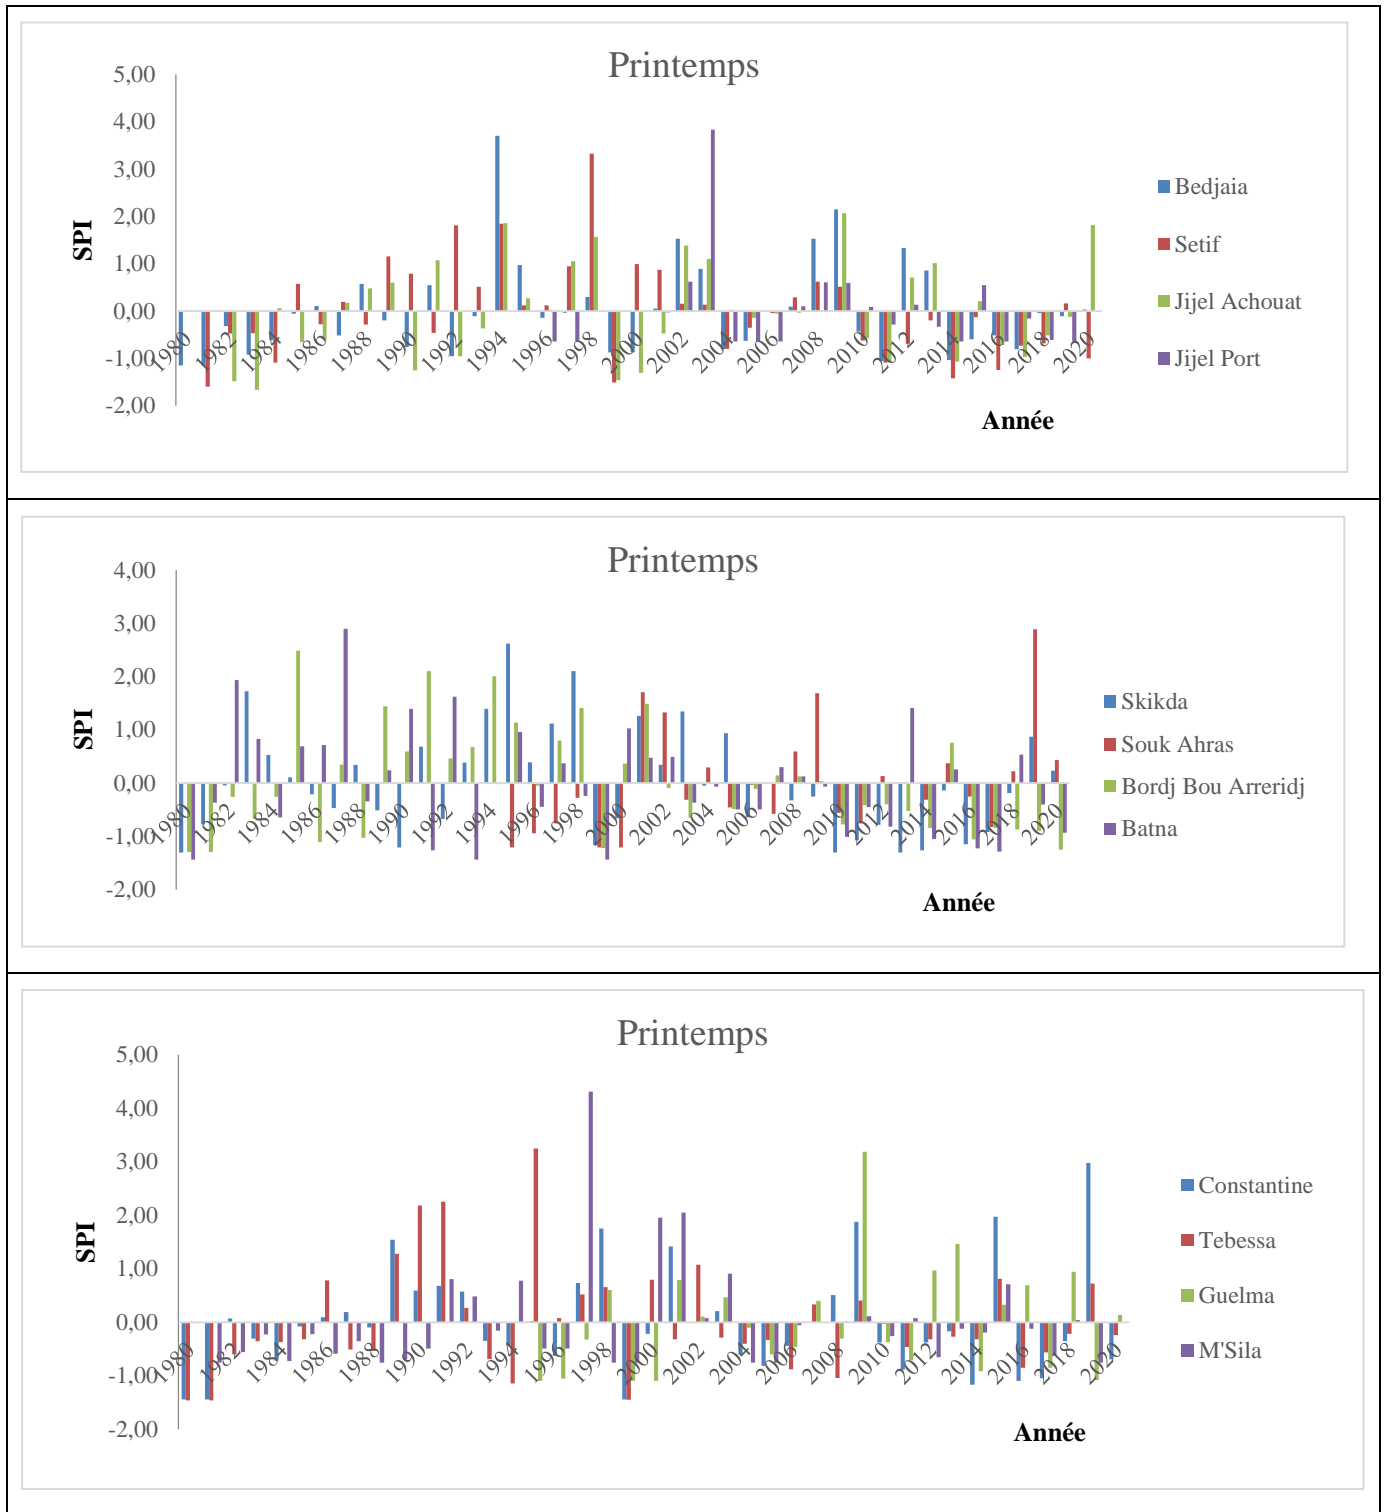 Printemps
5,00
4,00
3,00
2,00
1,00
0,00
-1,00
-2,00
SPI
1980 1982 1984 1986 1988 1990 1992 1994 1996 1998 2000 2002 2004 2006 2008 2010 2012 2014 2016 2018 2020
Année
Bedjaia
Setif
Jijel Achouat
Jijel Port
Printemps
4,00
3,00
2,00
1,00
0,00
-1,00
-2,00
SPI
1980 1982 1984 1986 1988 1990 1992 1994 1996 1998 2000 2002 2004 2006 2008 2010 2012 2014 2016 2018 2020
Année
Skikda
Souk Ahras
Bordj Bou Arreridj
Batna
Printemps
5,00
4,00
3,00
2,00
1,00
0,00
-1,00
-2,00
SPI
1980 1982 1984 1986 1988 1990 1992 1994 1996 1998 2000 2002 2004 2006 2008 2010 2012 2014 2016 2018 2020
Année
Constantine
Tebessa
Guelma
M'Sila